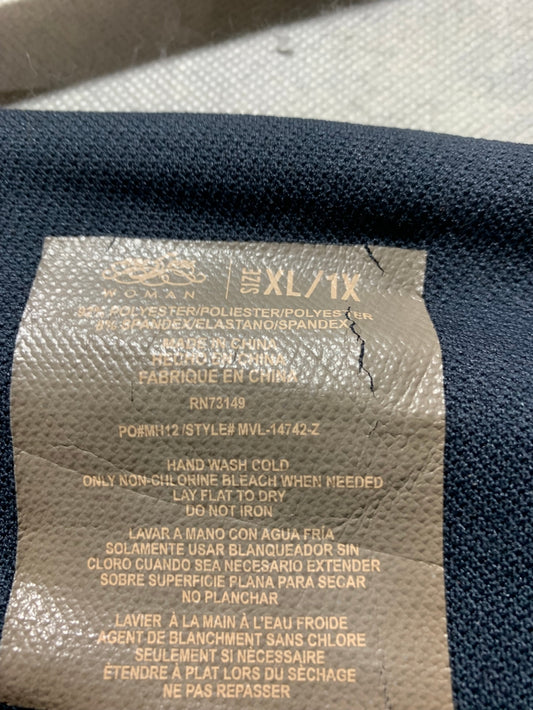 WOMAN
SIZE XL/1X
92% POLYESTER/POLIESTER/POLYESTER
8% SPANDEX/ELASTANO/SPANDEX
MADE IN CHINA
HECHO EN CHINA
FABRIQUE EN CHINA
RN73149
PO#MH12 /STYLE# MVL-14742-Z
HAND WASH COLD
ONLY NON-CHLORINE BLEACH WHEN NEEDED
LAY FLAT TO DRY
DO NOT IRON
LAVAR A MANO CON AGUA FRÍA
SOLAMENTE USAR BLANQUEADOR SIN
CLORO CUANDO SEA NECESARIO EXTENDER
SOBRE SUPERFICIE PLANA PARA SECAR
NO PLANCHAR
LAVIER À LA MAIN À L'EAU FROIDE
AGENT DE BLANCHMENT SANS CHLORE
SEULEMENT SI NÉCESSAIRE
ÉTENDRE À PLAT LORS DU SÉCHAGE
NE PAS REPASSER